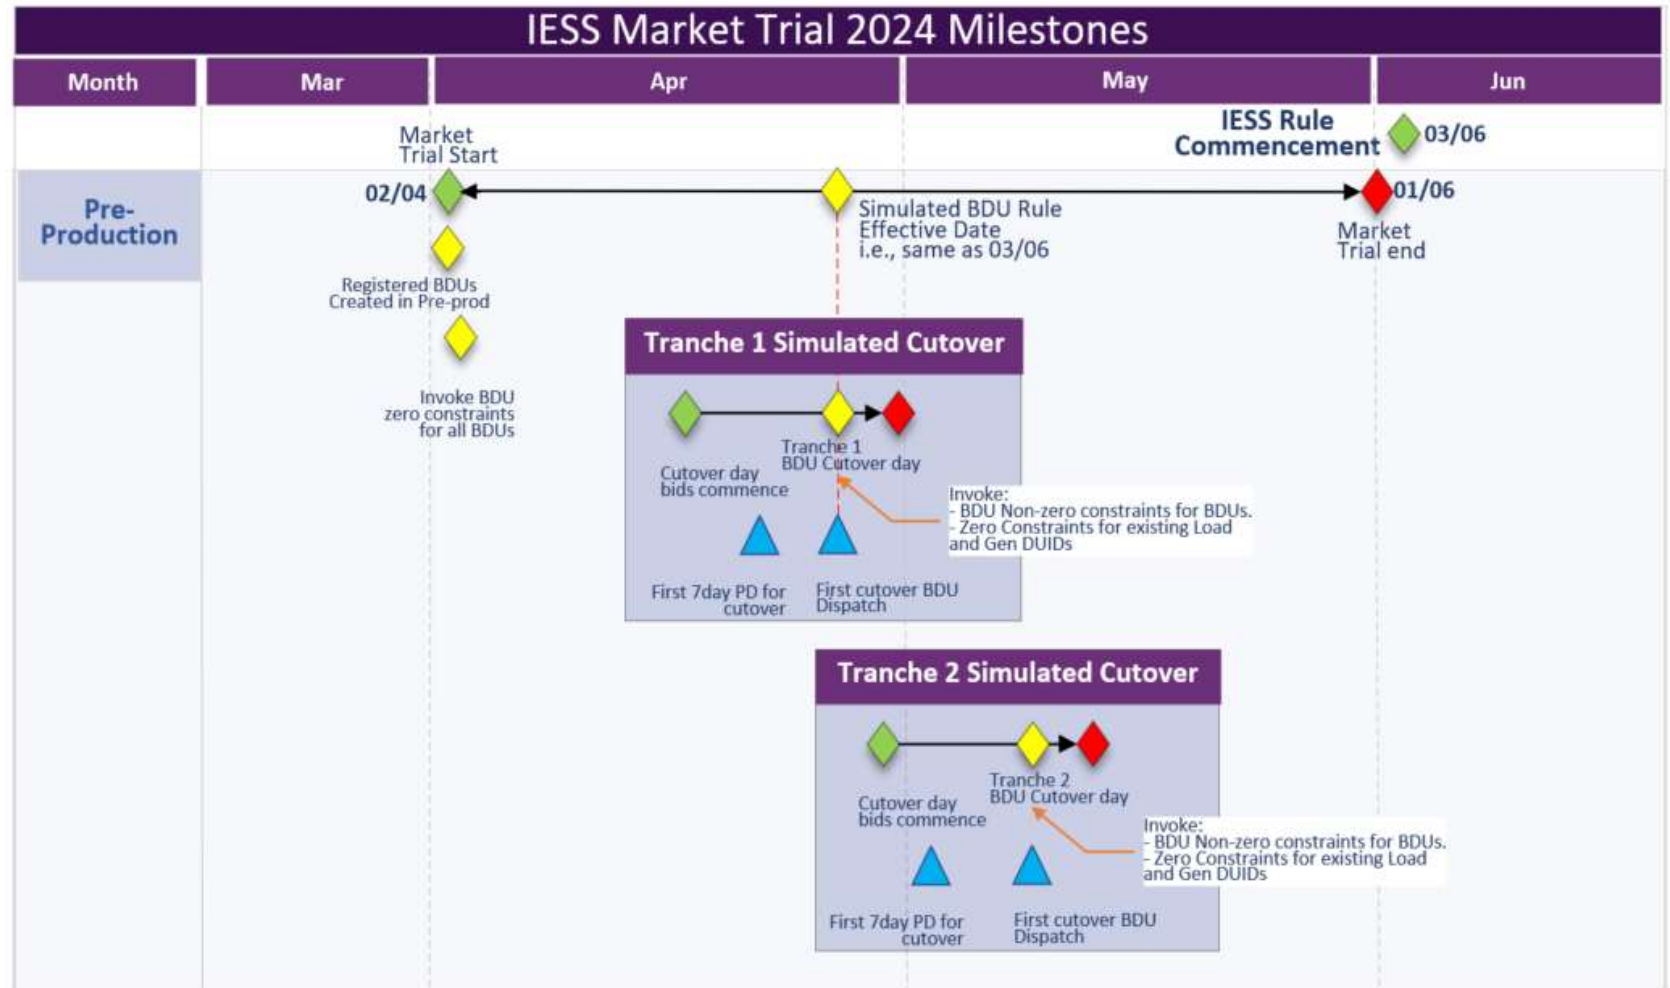 IESS Market Trial 2024 Milestones
Month
Mar
Apr
May
Jun
IESS Rule
Commencement
03/06
Market
Trial Start
02/04
01/06
Pre-
Production
Simulated BDU Rule
Effective Date
i.e., same as 03/06
Market
Trial end
Registered BDUs
Created in Pre-prod
Invoke BDU
zero constraints
for all BDUs
Tranche 1 Simulated Cutover
Tranche 1
BDU Cutover day
Cutover day
bids commence
Invoke:
- BDU Non-zero constraints for BDUs.
- Zero Constraints for existing Load
and Gen DUIDs
First 7day PD for
cutover
First cutover BDU
Dispatch
Tranche 2 Simulated Cutover
Tranche 2
BDU Cutover day
Cutover day
bids commence
Invoke:
- BDU Non-zero constraints for BDUs.
- Zero Constraints for existing Load
and Gen DUIDs
First 7day PD for
cutover
First cutover BDU
Dispatch